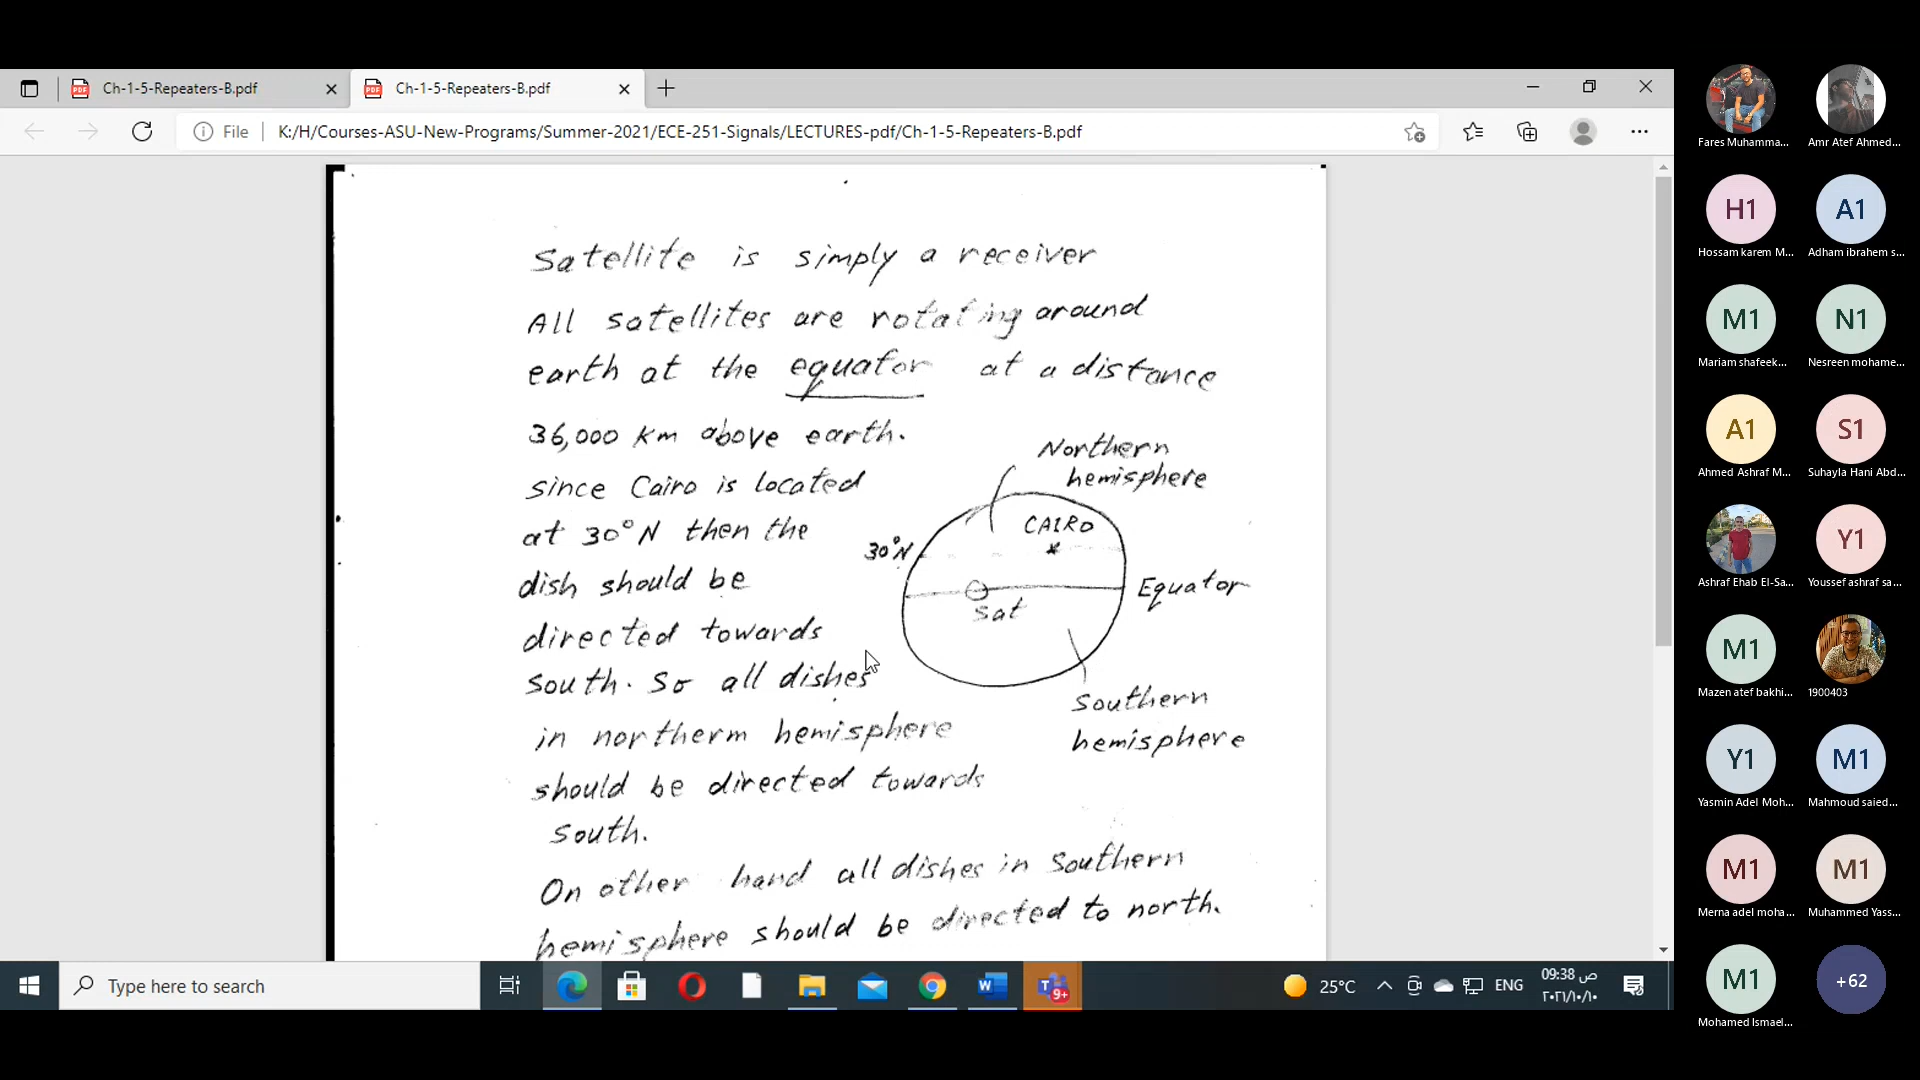 Ch-1-5-Repeaters-B.pdf
Ch-1-5-Repeaters-B.pdf
File
K:/H/Courses-ASU-New-Programs/Summer-2021/ECE-251-Signals/LECTURES-pdf/Ch-1-5-Repeaters-B.pdf
Satellite is simply a receiver
All satellites are rotating around
earth at the equator at a distance
36,000 km above earth.
since Cairo is located
at 30°N then the
dish should be
directed towards
south. So all dishes
in northerm hemisphere
should be directed towards
South.
On other hand all dishes in Southern
hemisphere should be directed to north.
Northern
hemisphere
CAIRO
30°N
Equator
Sat
Southern
hemisphere
Fares Muhamma...
Amr Atef Ahmed...
H1
A1
Hossam karem M...
Adham ibrahem s...
M1
N1
Mariam shafeek...
Nesreen mohame...
A1
S1
Ahmed Ashraf M...
Suhayla Hani Abd...
Y1
Ashraf Ehab El-Sa...
Youssef ashraf sa...
M1
Mazen atef bakhi...
1900403
Y1
M1
Yasmin Adel Moh...
Mahmoud saied...
M1
M1
Merna adel moha...
Muhammed Yass...
M1
+62
Mohamed Ismael...
Type here to search
W
9+
25°C
ENG
09:38 ص
٢٠٢١/١٠/١٠